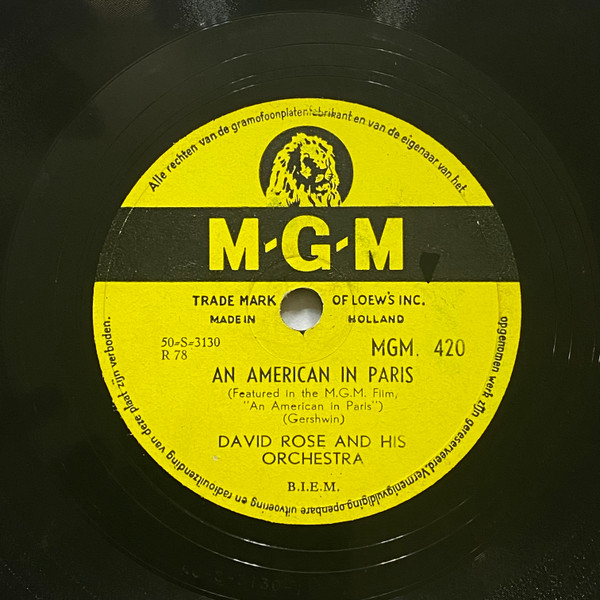 Alle rechten van de gramofoonplatenfabrikant en van de eigenaar van het
opgenomen werk zijn gereserveerd. Vermenigvuldiging, openbare uitvoering en radiouitzending van deze plaat zijn verboden.
M-G-M
TRADE MARK OF LOEW'S INC.
MADE IN HOLLAND
50=S=3130
R 78
MGM. 420
AN AMERICAN IN PARIS
(Featured in the M.G.M. Film,
"An American in Paris")
(Gershwin)
DAVID ROSE AND HIS
ORCHESTRA
B.I.E.M.